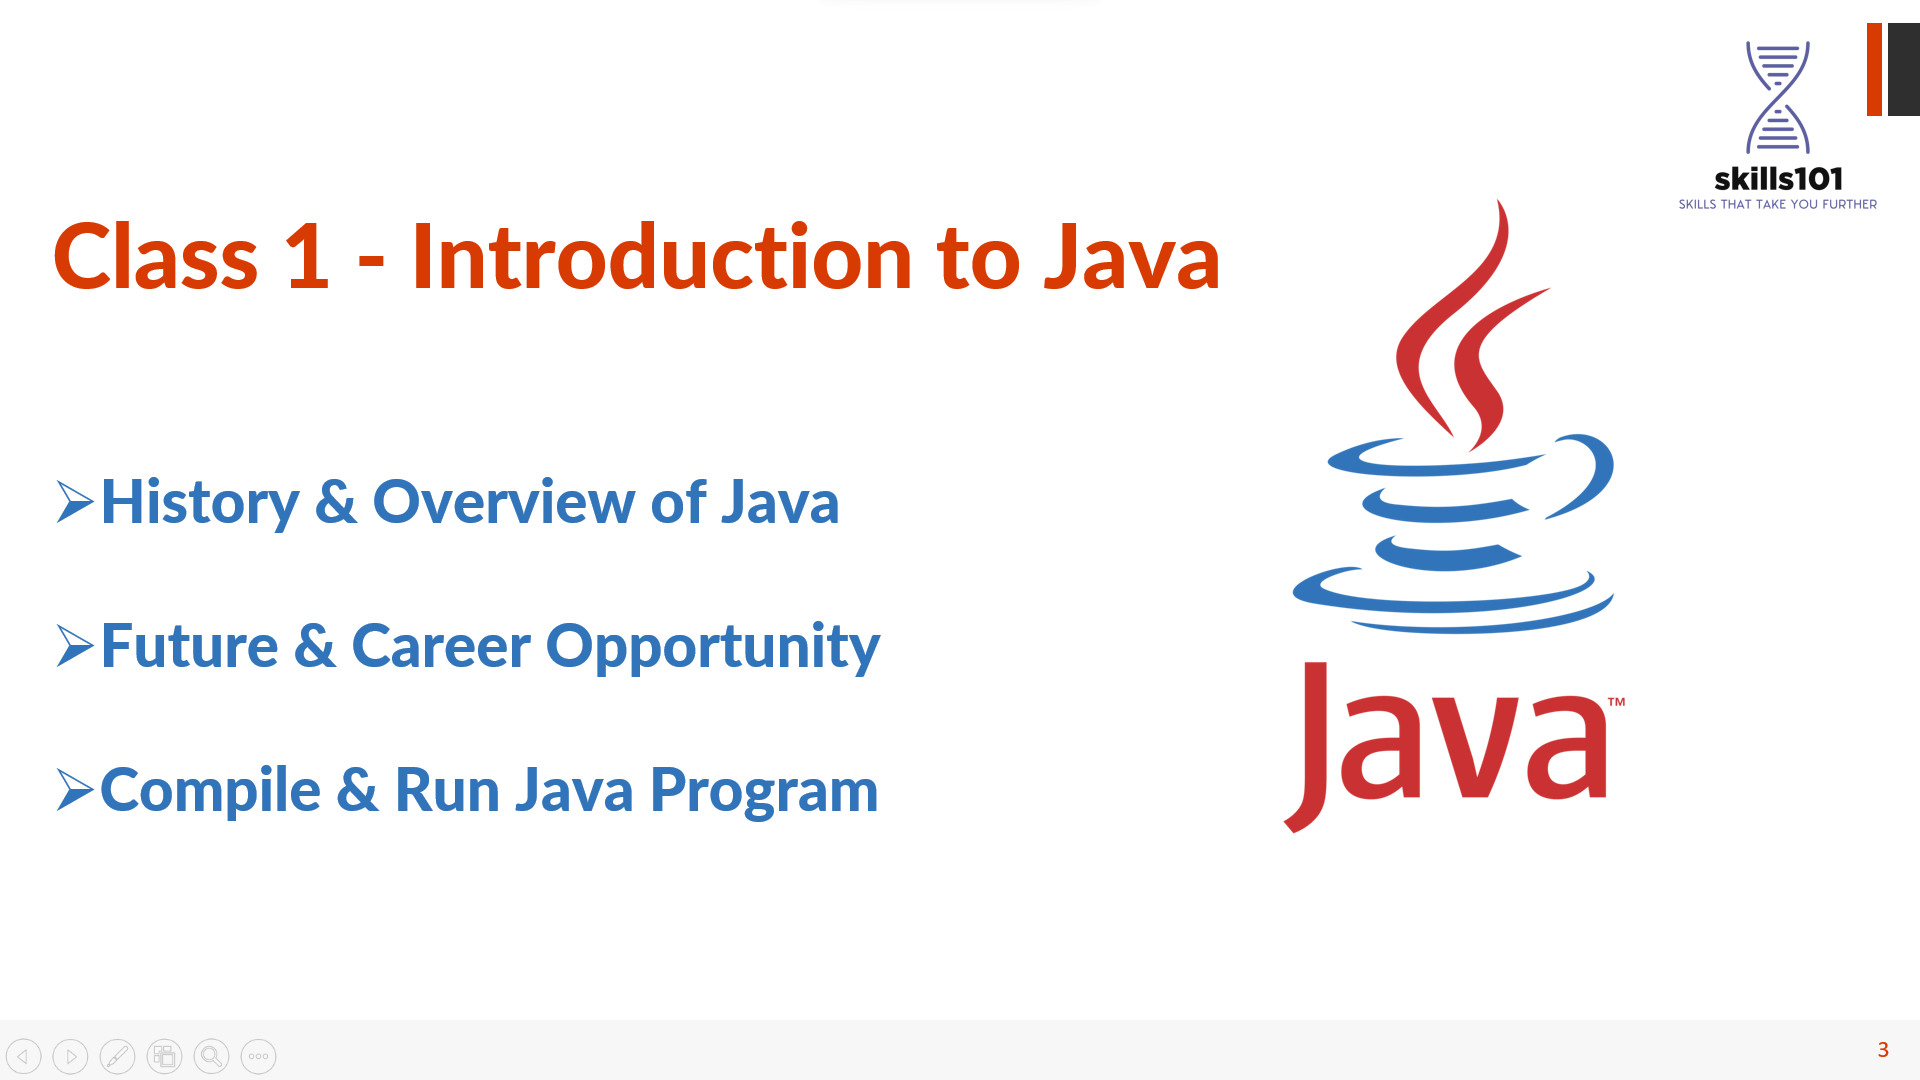 skills101
SKILLS THAT TAKE YOU FURTHER
Class 1 - Introduction to Java
➢History & Overview of Java
➢Future & Career Opportunity
➢Compile & Run Java Program
Java™
3